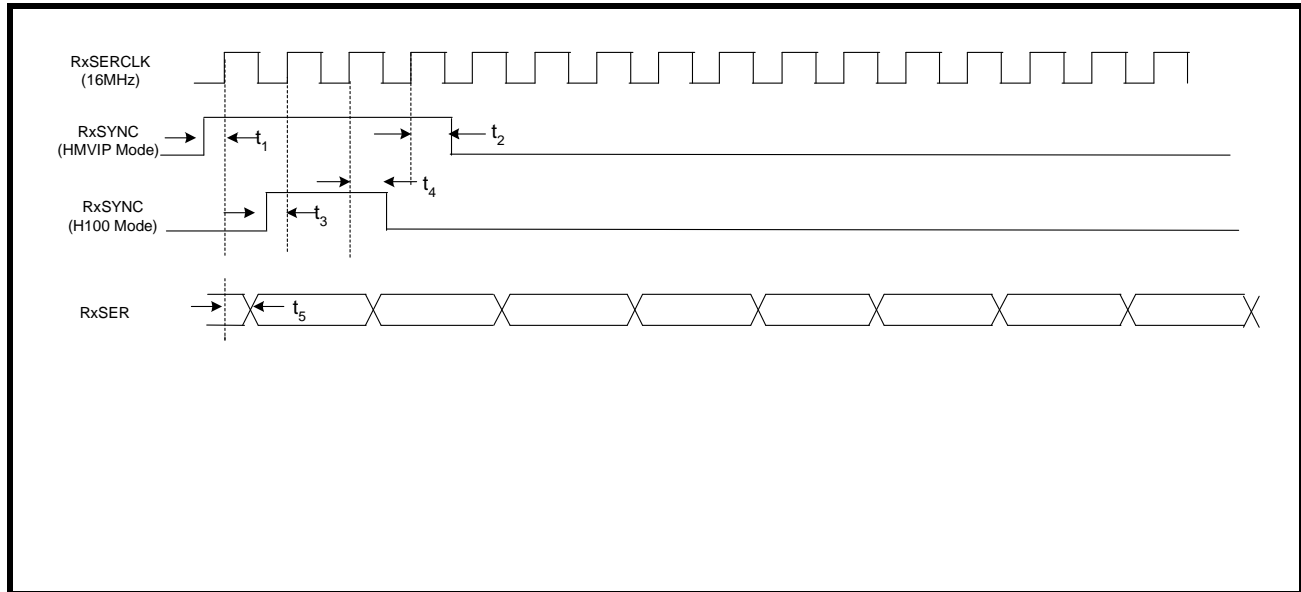 RxSERCLK
(16MHz)
RxSYNC
(HMVIP Mode)
t1
t2
RxSYNC
(H100 Mode)
t3
t4
RxSER
t5